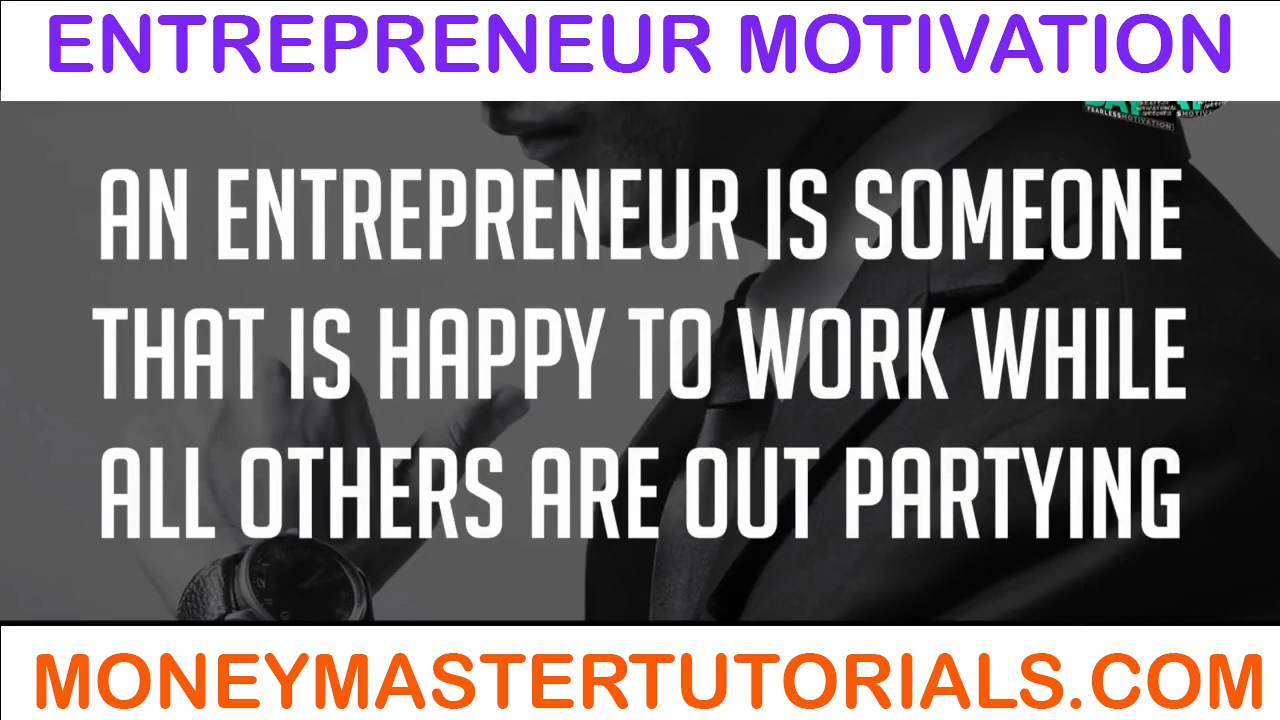 ENTREPRENEUR MOTIVATION
FEARLESSMOTIVATION
AN ENTREPRENEUR IS SOMEONE
THAT IS HAPPY TO WORK WHILE
ALL OTHERS ARE OUT PARTYING
MONEYMASTERTUTORIALS.COM